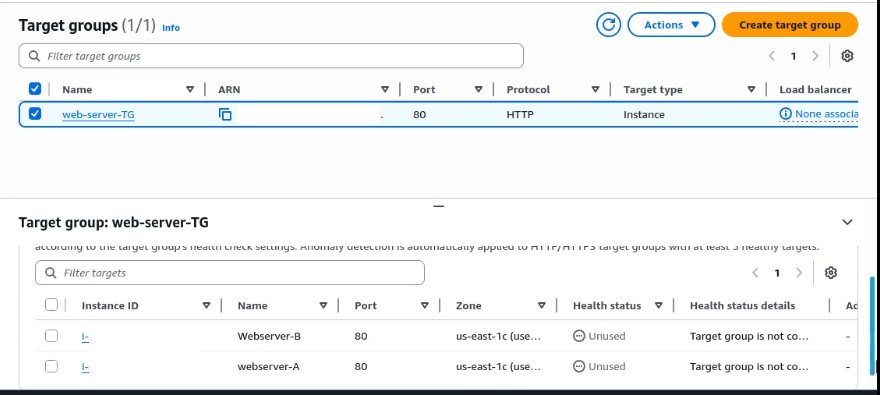 Target groups (1/1) Info
Actions
Create target group
Filter target groups
1
Name ARN Port Protocol Target type Load balancer
web-server-TG 80 HTTP Instance None associa
Target group: web-server-TG
according to the target group's health check settings. Anomaly detection is automatically applied to HTTP/HTTPS target groups with at least 3 healthy targets.
Filter targets
1
Instance ID Name Port Zone Health status Health status details Ac
i- Webserver-B 80 us-east-1c (use... Unused Target group is not co... -
i- webserver-A 80 us-east-1c (use... Unused Target group is not co... -